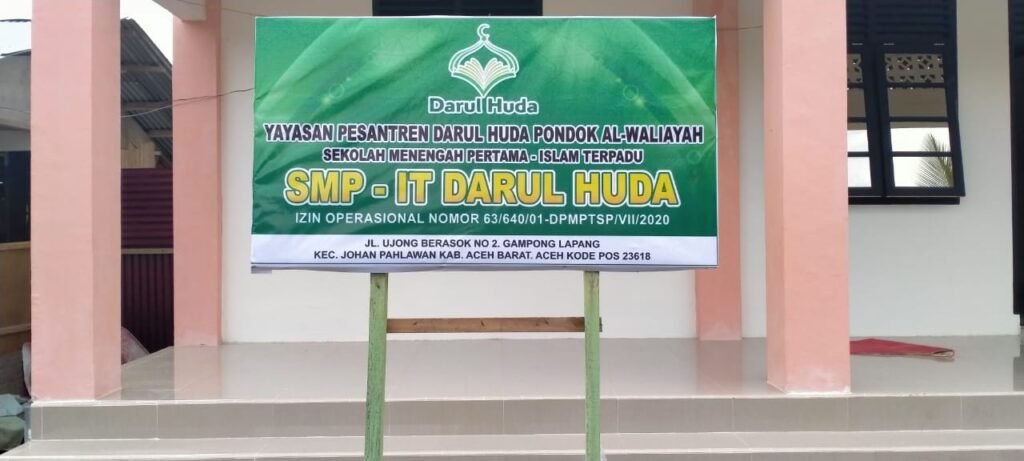 Darul Huda
YAYASAN PESANTREN DARUL HUDA PONDOK AL-WALIAYAH
SEKOLAH MENENGAH PERTAMA - ISLAM TERPADU
SMP - IT DARUL HUDA
IZIN OPERASIONAL NOMOR 63/640/01-DPMPTSP/VII/2020
JL. UJONG BERASOK NO 2. GAMPONG LAPANG
KEC. JOHAN PAHLAWAN KAB. ACEH BARAT. ACEH KODE POS 23618